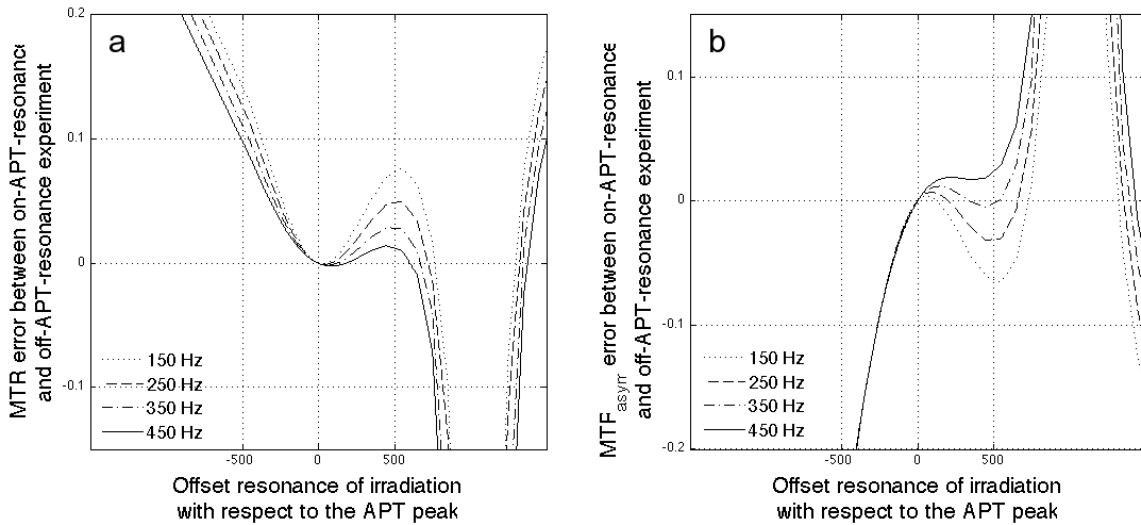 a
MTR error between on-APT-resonance
and off-APT-resonance experiment
0.2
0.1
0
-0.1
150 Hz
250 Hz
350 Hz
450 Hz
-500 0 500
Offset resonance of irradiation
with respect to the APT peak
b
MTF asym error between on-APT-resonance
and off-APT-resonance experiment
0.1
0
-0.1
-0.2
150 Hz
250 Hz
350 Hz
450 Hz
-500 0 500
Offset resonance of irradiation
with respect to the APT peak